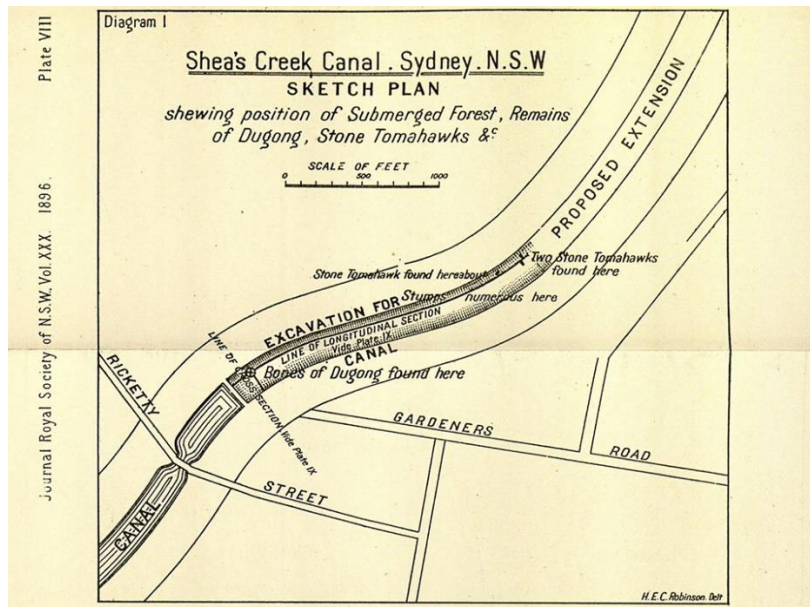 Plate VIII
Journal Royal Society of N.S.W., Vol. XXX. 1896.
Diagram 1
Shea's Creek Canal. Sydney. N.S.W
SKETCH PLAN
shewing position of Submerged Forest, Remains
of Dugong, Stone Tomahawks &c
SCALE OF FEET
0 500 1000
PROPOSED EXTENSION
Two Stone Tomahawks
found here
Stone Tomahawk found hereabout
Stumps numerous here
EXCAVATION FOR
LINE OF LONGITUDINAL SECTION
Vide Plate IX
CANAL
Bones of Dugong found here
LINE OF CROSS SECTION Vide Plate IX
RICKETTY
STREET
GARDENERS
ROAD
CANAL
H.E.C. Robinson. Delt